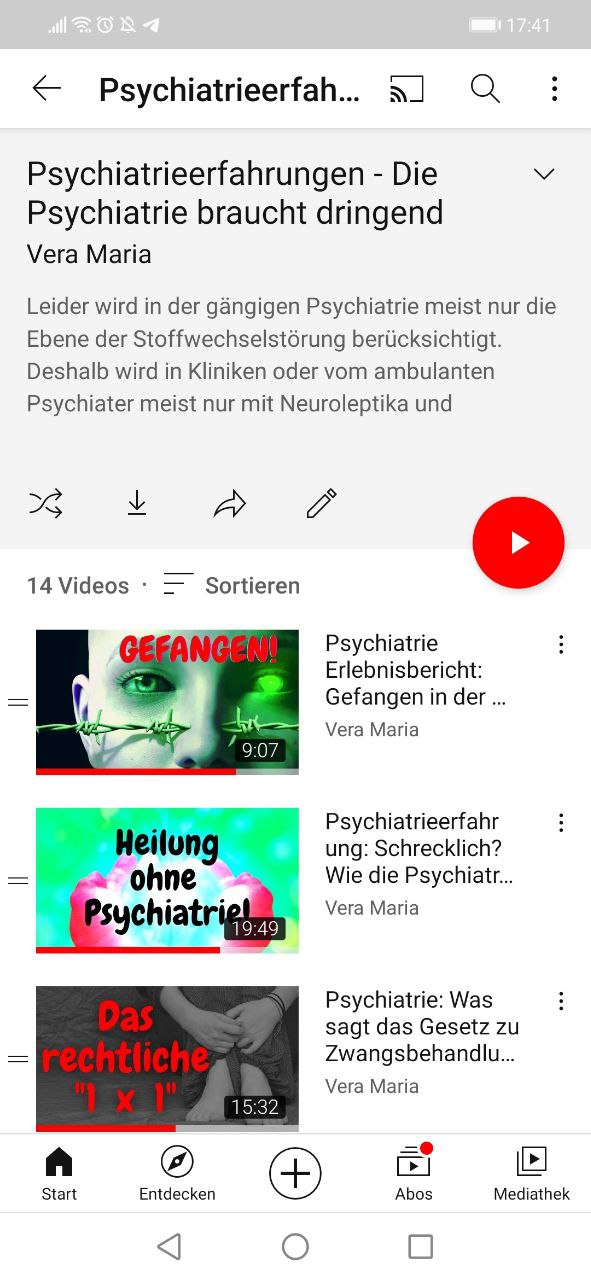 17:41
Psychiatrieerfah...
Psychiatrieerfahrungen - Die
Psychiatrie braucht dringend
Vera Maria
Leider wird in der gängigen Psychiatrie meist nur die
Ebene der Stoffwechselstörung berücksichtigt.
Deshalb wird in Kliniken oder vom ambulanten
Psychiater meist nur mit Neuroleptika und
14 Videos · Sortieren
GEFANGEN!
9:07
Psychiatrie
Erlebnisbericht:
Gefangen in der ...
Vera Maria
Heilung
ohne
Psychiatrie!
19:49
Psychiatrieerfahr
ung: Schrecklich?
Wie die Psychiatr...
Vera Maria
Das
rechtliche
"1 x 1"
15:32
Psychiatrie: Was
sagt das Gesetz zu
Zwangsbehandlu...
Vera Maria
Start
Entdecken
Abos
Mediathek